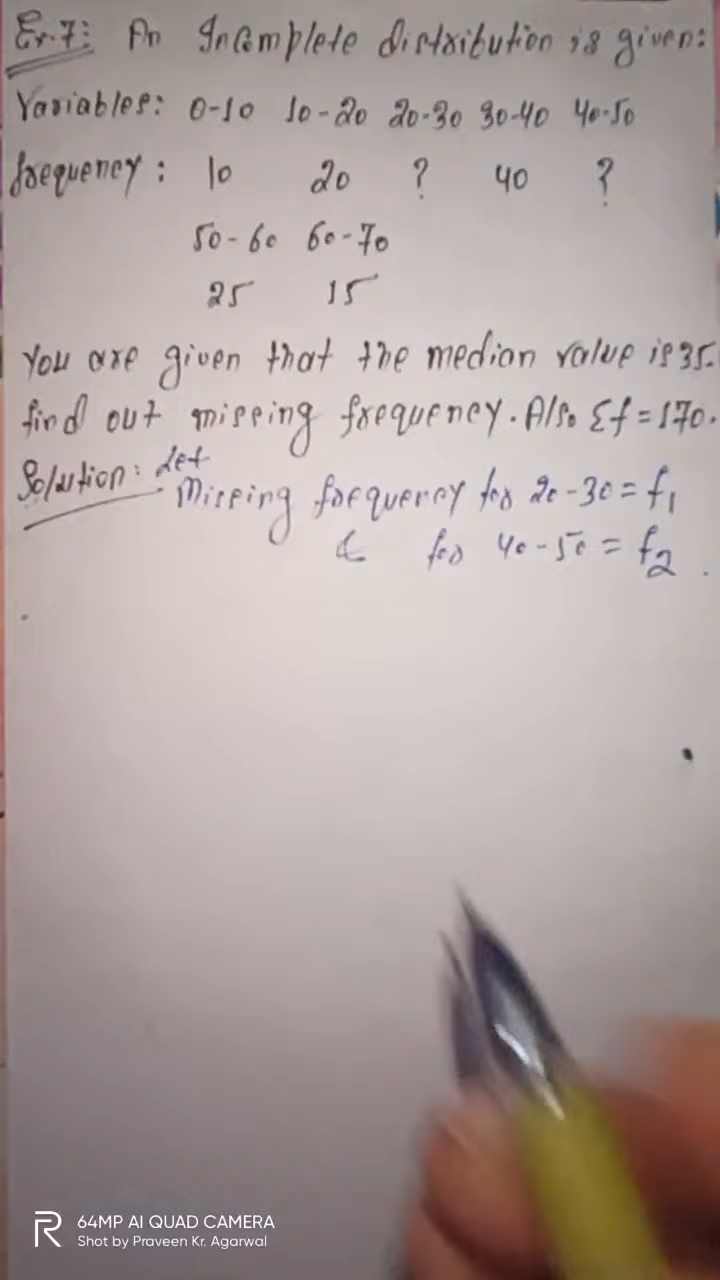 Ex.7: An Incomplete distribution is given:
Variables: 0-10 10-20 20-30 30-40 40-50
frequency: 10 20 ? 40 ?
50-60 60-70
25 15
You are given that the median value is 35.
find out missing frequency. Also Σf = 170.
Solution: let
Missing frequency for 20-30 = f1
& for 40-50 = f2
R 64MP AI QUAD CAMERA
Shot by Praveen Kr. Agarwal